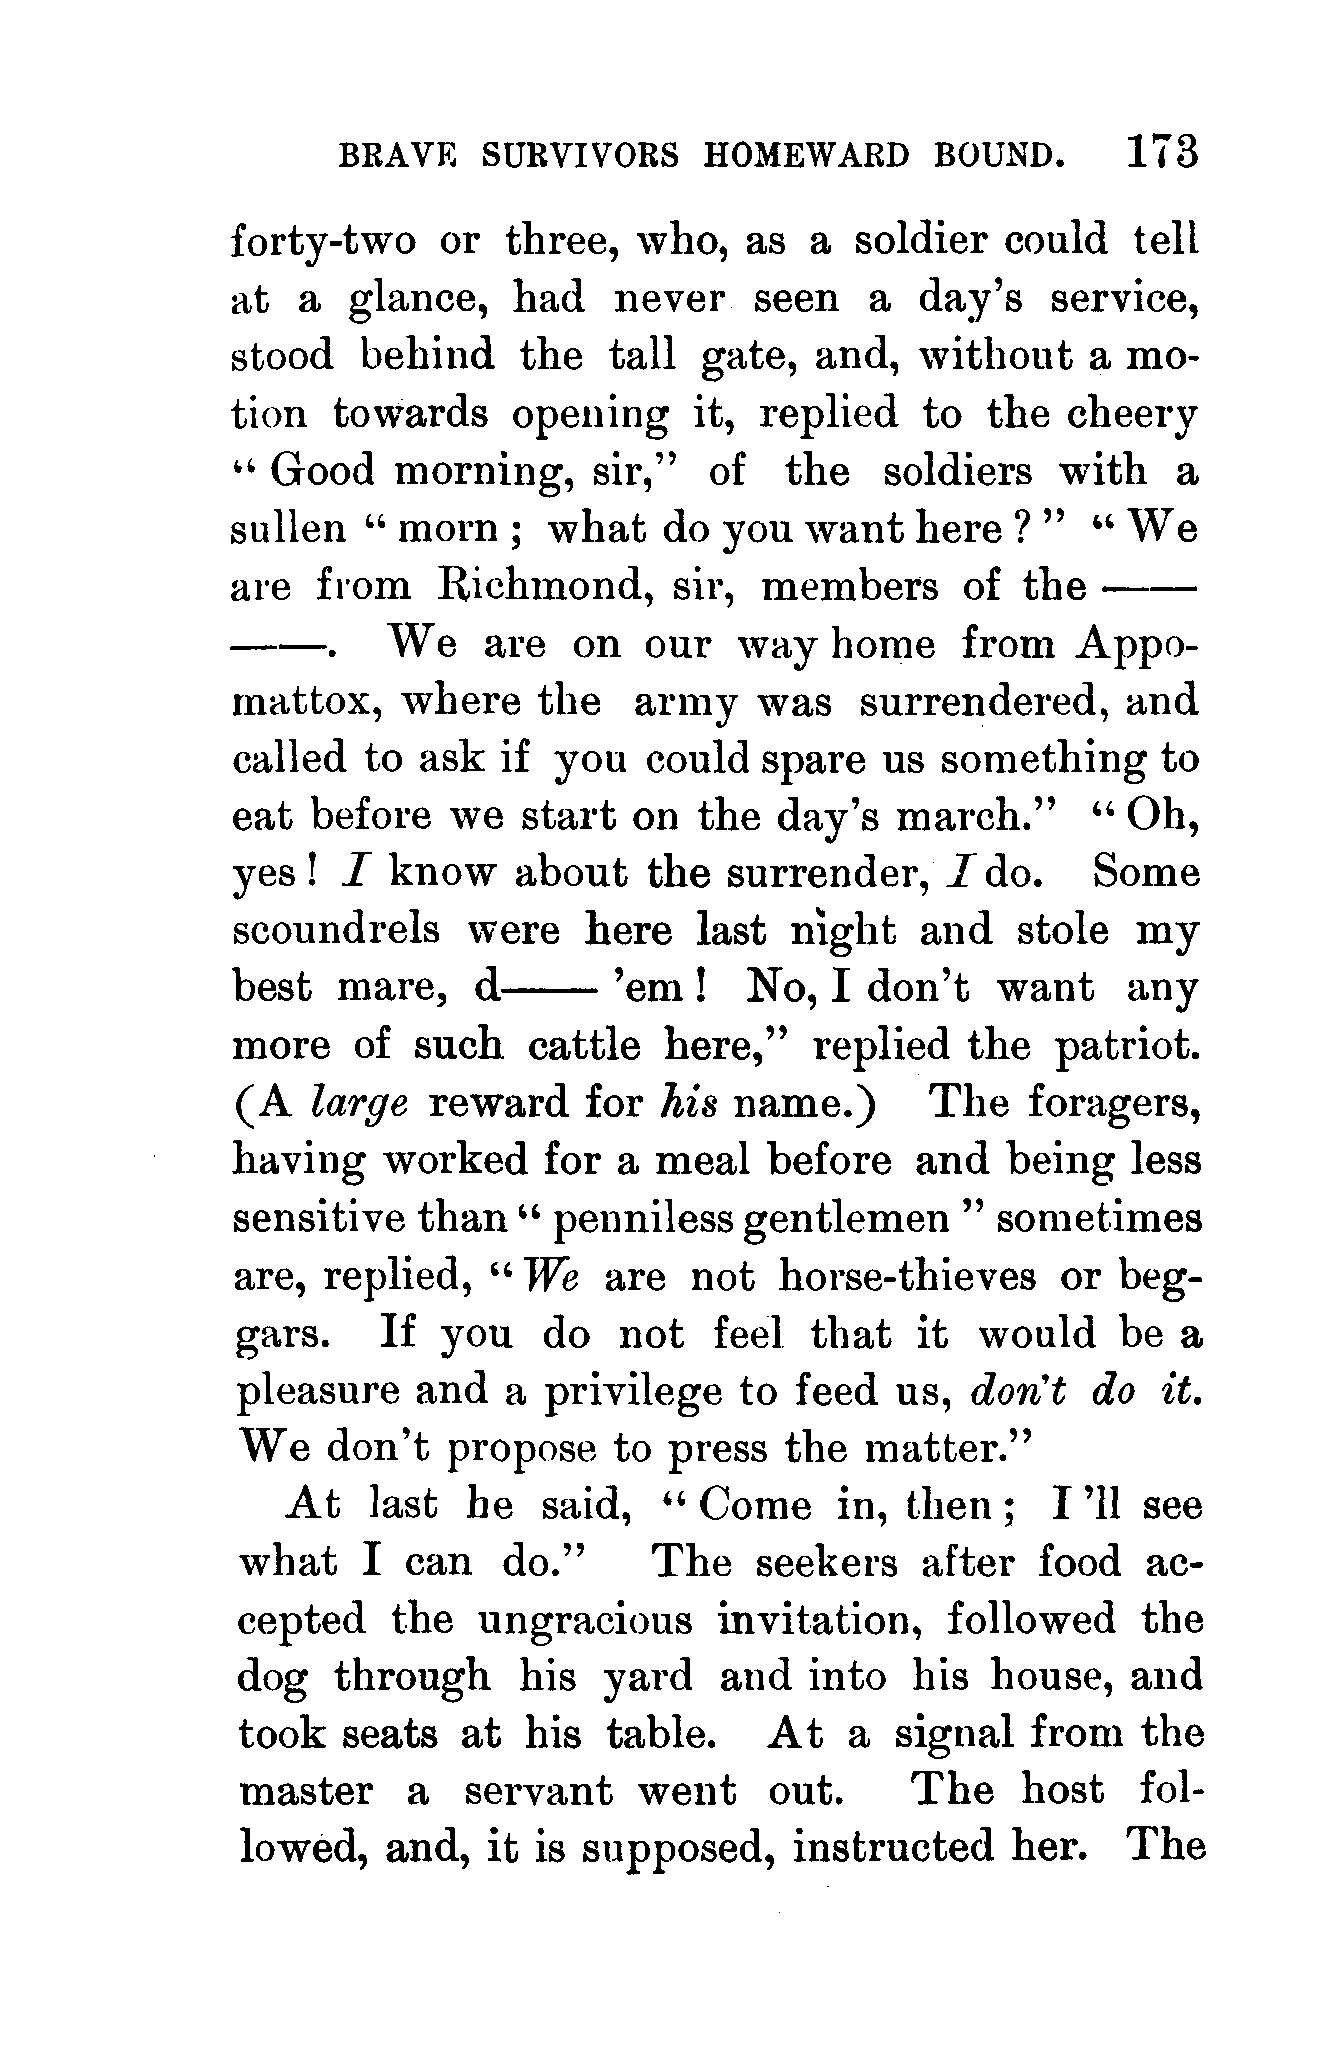 BRAVE SURVIVORS HOMEWARD BOUND. 173
forty-two or three, who, as a soldier could tell
at a glance, had never seen a day's service,
stood behind the tall gate, and, without a mo-
tion towards opening it, replied to the cheery
“ Good morning, sir,” of the soldiers with a
sullen “ morn ; what do you want here ? ” “ We
are from Richmond, sir, members of the ——
——. We are on our way home from Appo-
mattox, where the army was surrendered, and
called to ask if you could spare us something to
eat before we start on the day's march.” “ Oh,
yes ! I know about the surrender, I do. Some
scoundrels were here last night and stole my
best mare, d—— 'em ! No, I don't want any
more of such cattle here,” replied the patriot.
(A large reward for his name.) The foragers,
having worked for a meal before and being less
sensitive than “ penniless gentlemen ” sometimes
are, replied, “ We are not horse-thieves or beg-
gars. If you do not feel that it would be a
pleasure and a privilege to feed us, don't do it.
We don't propose to press the matter.”
At last he said, “ Come in, then ; I 'll see
what I can do.” The seekers after food ac-
cepted the ungracious invitation, followed the
dog through his yard and into his house, and
took seats at his table. At a signal from the
master a servant went out. The host fol-
lowed, and, it is supposed, instructed her. The